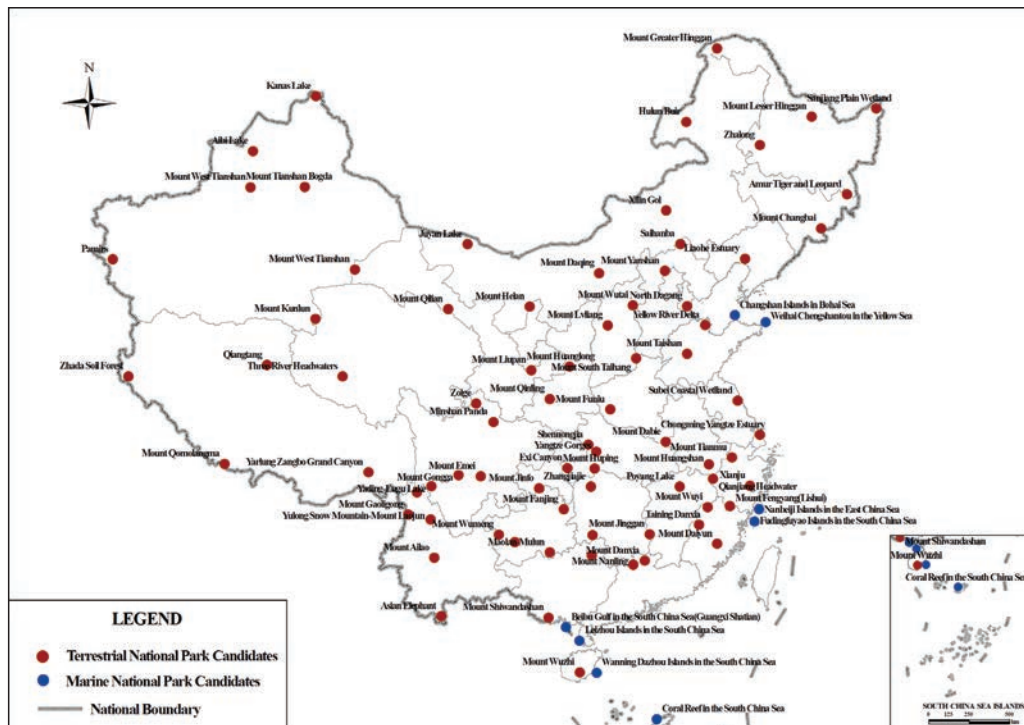 Mount Greater Hinggan
N
Kanas Lake
Mount Lesser Hinggan
Sanjiang Plain Wetland
Hulun Buir
Aibi Lake
Zhalong
Mount West Tianshan
Mount Tianshan Bogda
Amur Tiger and Leopard
Xilin Gol
Mount Changbai
Juyan Lake
Saihanba
Liaohe Estuary
Pamirs
Mount West Tianshan
Mount Daqing
Mount Yanshan
Mount Kunlun
Mount Qilian
Mount Helan
Mount Wutai
North Dagang
Changshan Islands in Bohai Sea
Mount Lvliang
Yellow River Delta
Weihai Chengshantou in the Yellow Sea
Mount Taishan
Zhada Soil Forest
Qiangtang
Three River Headwaters
Mount Liupan
Mount Huanglong
Mount South Taihang
Zoige
Mount Qinling
Mount Funiu
Subei Coastal Wetland
Minshan Panda
Mount Dabie
Chongming Yangtze Estuary
Shennongjia
Yangtze Gorges
Mount Tianmu
Mount Qomolangma
Yarlung Zangbo Grand Canyon
Mount Emei
Exi Canyon
Mount Huping
Mount Huangshan
Xianju
Mount Gongga
Mount Jinfo
Zhangjiajie
Poyang Lake
Qianjiang Headwater
Yading-Lugu Lake
Mount Fanjing
Mount Wuyi
Mount Fengyang(Lishui)
Mount Gaoligong
Nanbeiji Islands in the East China Sea
Yulong Snow Mountain-Mount Laojun
Mount Wumeng
Taining Danxia
Fudingfuyao Islands in the South China Sea
Mount Jinggan
Mount Daiyun
Maolan Mulun
Mount Ailao
Mount Danxia
Mount Nanling
Mount Shiwandashan
Mount Wuzhi
Coral Reef in the South China Sea
Asian Elephant
Mount Shiwandashan
Beibu Gulf in the South China Sea(Guangxi Shatian)
Leizhou Islands in the South China Sea
Mount Wuzhi
Wanning Dazhou Islands in the South China Sea
Coral Reef in the South China Sea
LEGEND
Terrestrial National Park Candidates
Marine National Park Candidates
National Boundary
SOUTH CHINA SEA ISLANDS